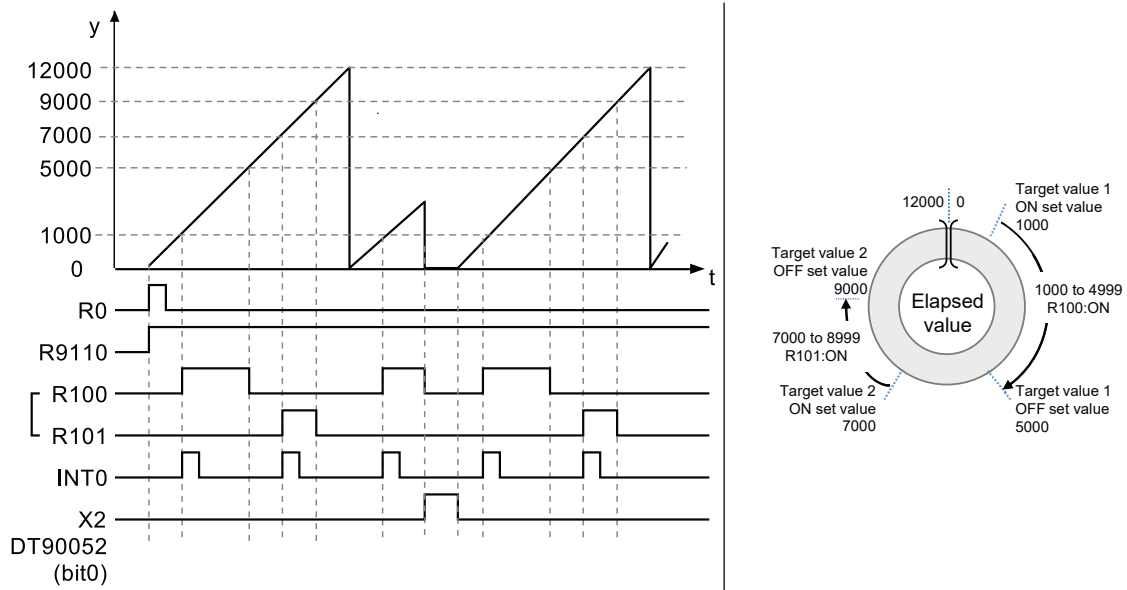 y
12000
9000
7000
5000
1000
0
t
R0
R9110
R100
R101
INT0
X2
DT90052
(bit0)
12000 0
Target value 1
ON set value
1000
Target value 2
OFF set value
9000
1000 to 4999
R100:ON
Elapsed
value
7000 to 8999
R101:ON
Target value 2
ON set value
7000
Target value 1
OFF set value
5000